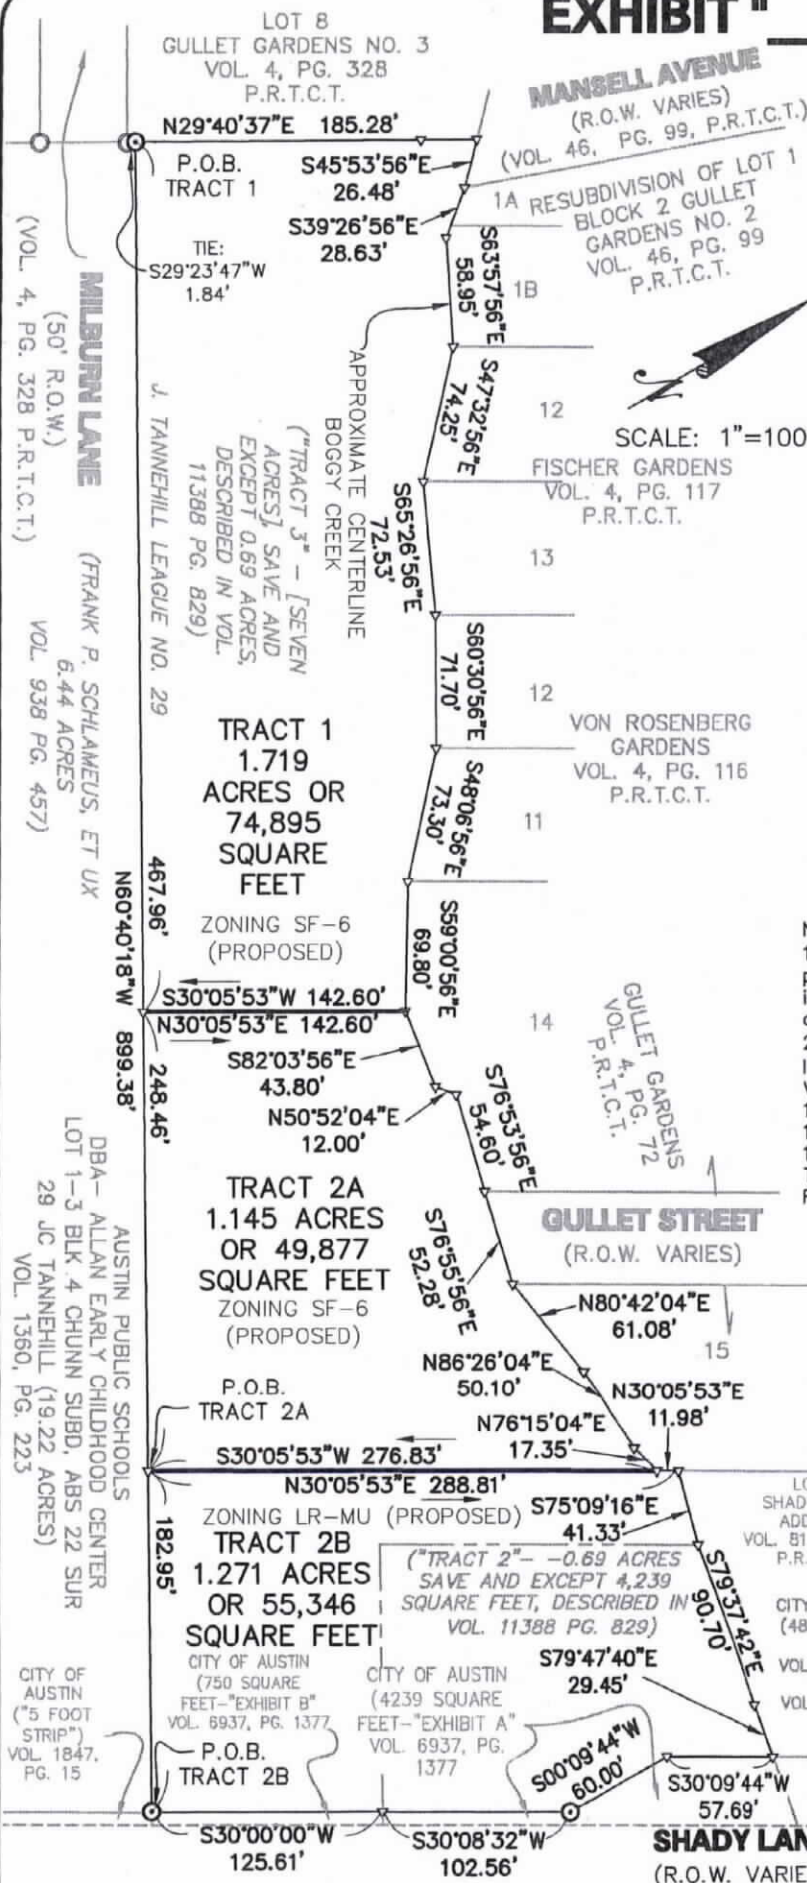 EXHIBIT "
LOT 8
GULLET GARDENS NO. 3
VOL. 4, PG. 328
P.R.T.C.T.
MANSELL AVENUE
(R.O.W. VARIES)
(VOL. 46, PG. 99, P.R.T.C.T.)
N29°40'37"E 185.28'
P.O.B.
TRACT 1
S45°53'56"E
26.48'
1A
RESUBDIVISION OF LOT 1
BLOCK 2 GULLET
GARDENS NO. 2
VOL. 46, PG. 99
P.R.T.C.T.
S39°26'56"E
28.63'
TIE:
S29°23'47"W
1.84'
S63°57'56"E
58.95'
1B
MILBURN LANE
(50' R.O.W.)
(VOL. 4, PG. 328 P.R.T.C.T.)
J. TANNEHILL LEAGUE NO. 29
APPROXIMATE CENTERLINE
BOGGY CREEK
S47°32'56"E
74.25'
12
N
SCALE: 1"=100
FISCHER GARDENS
VOL. 4, PG. 117
P.R.T.C.T.
("TRACT 3" - [SEVEN
ACRES], SAVE AND
EXCEPT 0.69 ACRES,
DESCRIBED IN VOL.
11388 PG. 829)
S65°26'56"E
72.53'
13
(FRANK P. SCHLAMEUS, ET UX
6.44 ACRES
VOL. 938 PG. 457)
S60°30'56"E
71.70'
12
VON ROSENBERG
GARDENS
VOL. 4, PG. 116
P.R.T.C.T.
TRACT 1
1.719
ACRES OR
74,895
SQUARE
FEET
ZONING SF-6
(PROPOSED)
S48°06'56"E
73.30'
11
467.96'
N60°40'18"W 899.38'
S59°00'56"E
69.80'
S30°05'53"W 142.60'
N30°05'53"E 142.60'
14
GULLET GARDENS
VOL. 4, PG. 72
P.R.T.C.T.
S82°03'56"E
43.80'
248.46'
N50°52'04"E
12.00'
S76°53'56"E
54.60'
TRACT 2A
1.145 ACRES
OR 49,877
SQUARE FEET
ZONING SF-6
(PROPOSED)
GULLET STREET
(R.O.W. VARIES)
S76°55'56"E
52.28'
AUSTIN PUBLIC SCHOOLS
DBA- ALLAN EARLY CHILDHOOD CENTER
LOT 1-3 BLK 4 CHUNN SUBD, ABS 22 SUR
29 JC TANNEHILL (19.22 ACRES)
VOL. 1360, PG. 223
N80°42'04"E
61.08'
15
N86°26'04"E
50.10'
P.O.B.
TRACT 2A
N30°05'53"E
11.98'
N76°15'04"E
17.35'
S30°05'53"W 276.83'
N30°05'53"E 288.81'
ZONING LR-MU (PROPOSED)
S75°09'16"E
41.33'
182.95'
TRACT 2B
1.271 ACRES
OR 55,346
SQUARE FEET
("TRACT 2"- -0.69 ACRES
SAVE AND EXCEPT 4,239
SQUARE FEET, DESCRIBED IN
VOL. 11388 PG. 829)
S79°37'42"E
90.70'
SHAD
ADD
VOL. 81
P.R.
CITY
(48
VOL
VOL
S79°47'40"E
29.45'
CITY OF
AUSTIN
("5 FOOT
STRIP")
VOL. 1847,
PG. 15
CITY OF AUSTIN
(750 SQUARE
FEET-"EXHIBIT B"
VOL. 6937, PG. 1377
CITY OF AUSTIN
(4239 SQUARE
FEET-"EXHIBIT A"
VOL. 6937, PG.
1377
P.O.B.
TRACT 2B
S00°09'44"W
60.00'
S30°09'44"W
57.69'
S30°00'00"W
125.61'
S30°08'32"W
102.56'
SHADY LAN
(R.O.W. VARIE